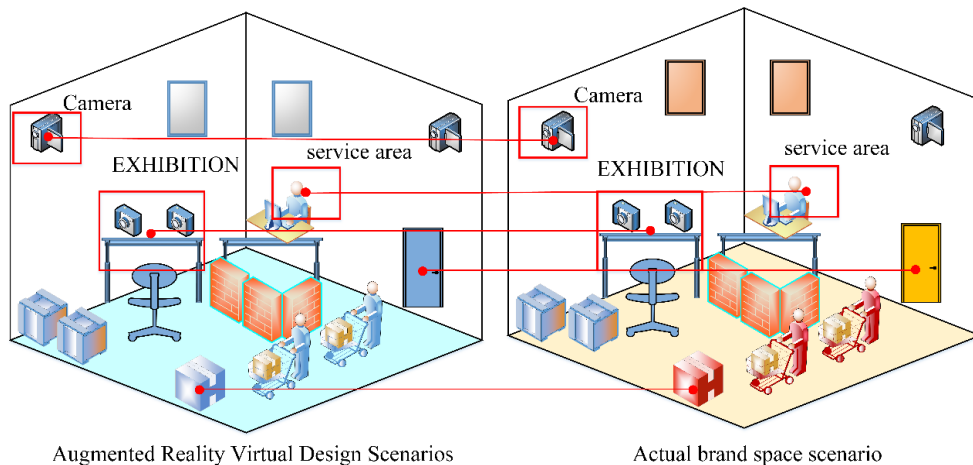 Camera
EXHIBITION
service area
Camera
EXHIBITION
service area
Augmented Reality Virtual Design Scenarios
Actual brand space scenario